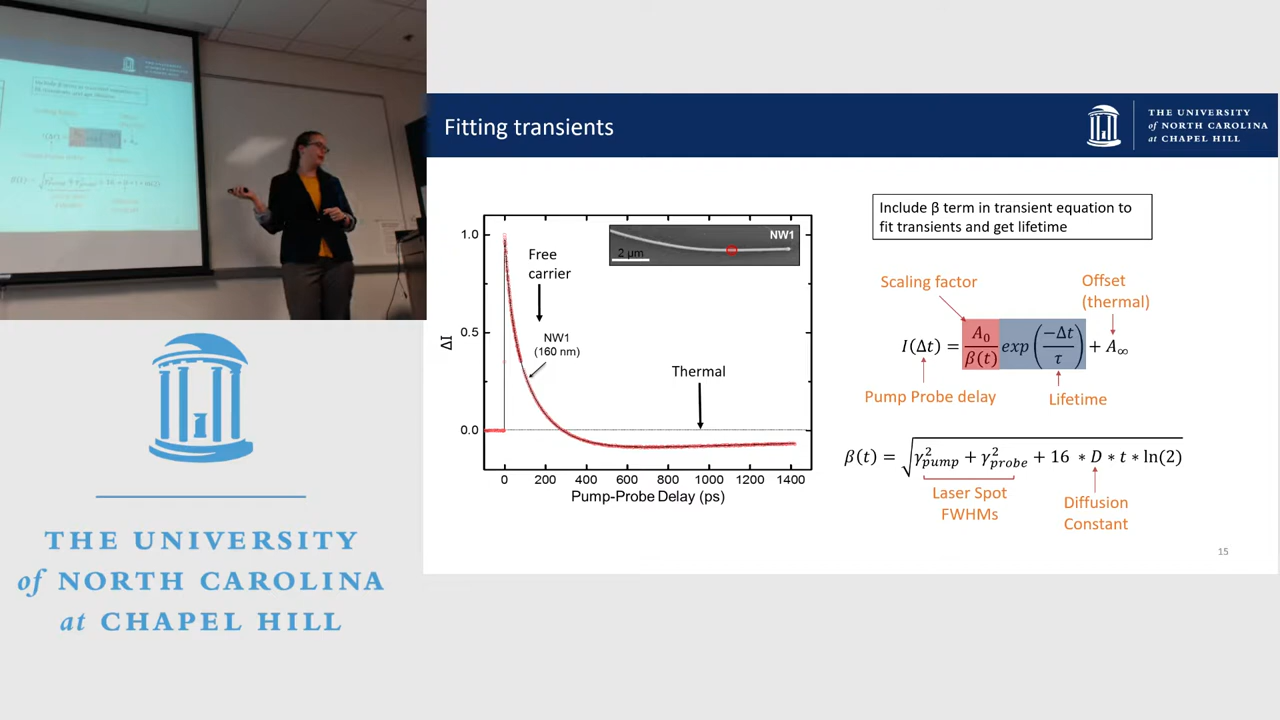 Fitting transients
THE UNIVERSITY
of NORTH CAROLINA
at CHAPEL HILL
Include β term in transient equation to
fit transients and get lifetime
NW1
2 μm
1.0
0.5
0.0
ΔI
Free
carrier
NW1
(160 nm)
Thermal
0 200 400 600 800 1000 1200 1400
Pump-Probe Delay (ps)
Scaling factor
Offset
(thermal)
I(Δt) = A₀/β(t) exp(−Δt/τ) + A∞
Pump Probe delay
Lifetime
β(t) = √(γ²pump + γ²probe + 16 * D * t * ln(2))
Laser Spot
FWHMs
Diffusion
Constant
15
THE UNIVERSITY
of NORTH CAROLINA
at CHAPEL HILL